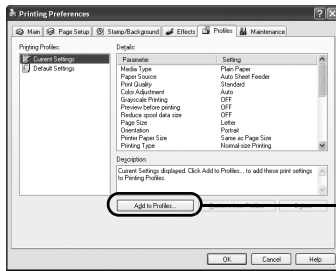 Printing Preferences
Main Page Setup Stamp/Background Effects Profiles Maintenance
Printing Profiles:
Current Settings
Default Settings
Details:
Parameter Setting
Media Type Plain Paper
Paper Source Auto Sheet Feeder
Print Quality Standard
Color Adjustment Auto
Grayscale Printing OFF
Preview before printing OFF
Reduce spool data size OFF
Page Size Letter
Orientation Portrait
Printer Paper Size Same as Page Size
Printing Type Normal-size Printing
Description:
Current Settings displayed. Click Add to Profiles... to add these print settings
to Printing Profiles.
Add to Profiles...
OK Cancel Help